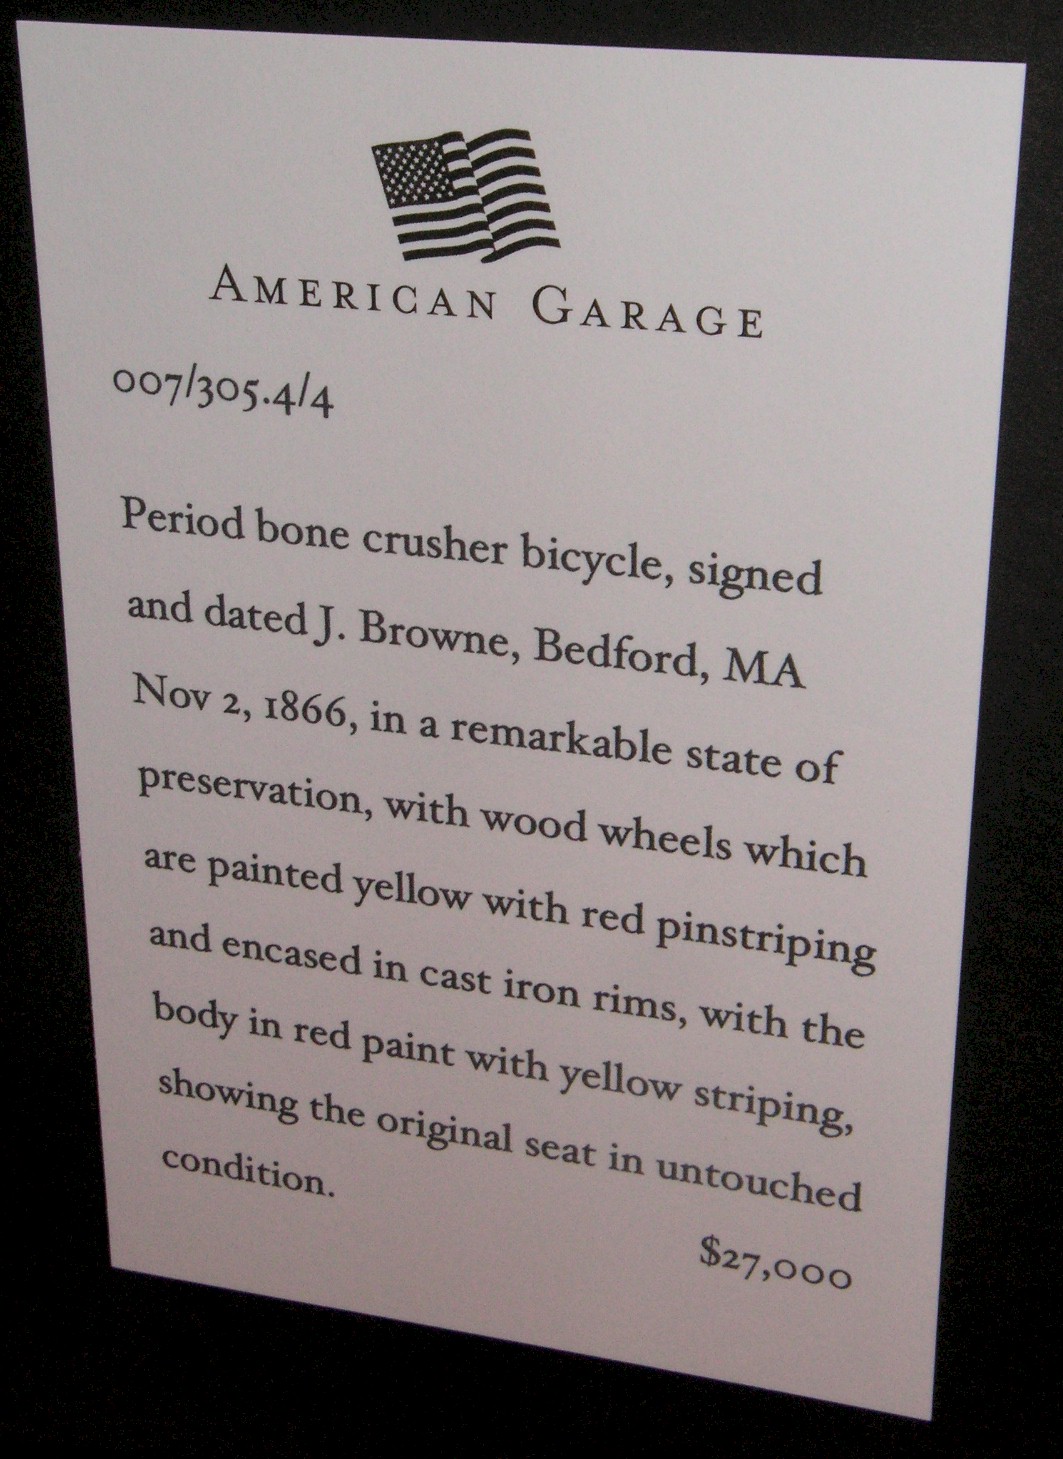 AMERICAN GARAGE
007/305.4/4
Period bone crusher bicycle, signed
and dated J. Browne, Bedford, MA
Nov 2, 1866, in a remarkable state of
preservation, with wood wheels which
are painted yellow with red pinstriping
and encased in cast iron rims, with the
body in red paint with yellow striping,
showing the original seat in untouched
condition.
$27,000